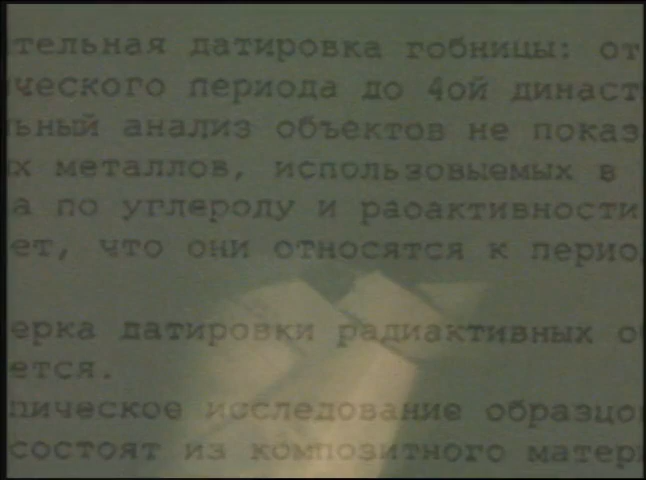 тельная датировка гобницы: от
ического периода до 4ой династ
льный анализ объектов не показ
х металлов, использовыемых в
а по углероду и раоактивности
ет, что они относятся к перио
ерка датировки радиактивных о
ется.
пическое исследование образцо
состоят из композитного матер